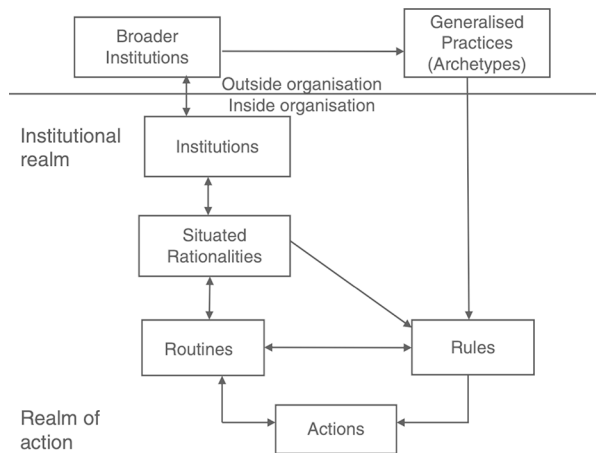 Broader
Institutions
Generalised
Practices
(Archetypes)
Outside organisation
Inside organisation
Institutional
realm
Institutions
Situated
Rationalities
Routines
Rules
Realm of
action
Actions